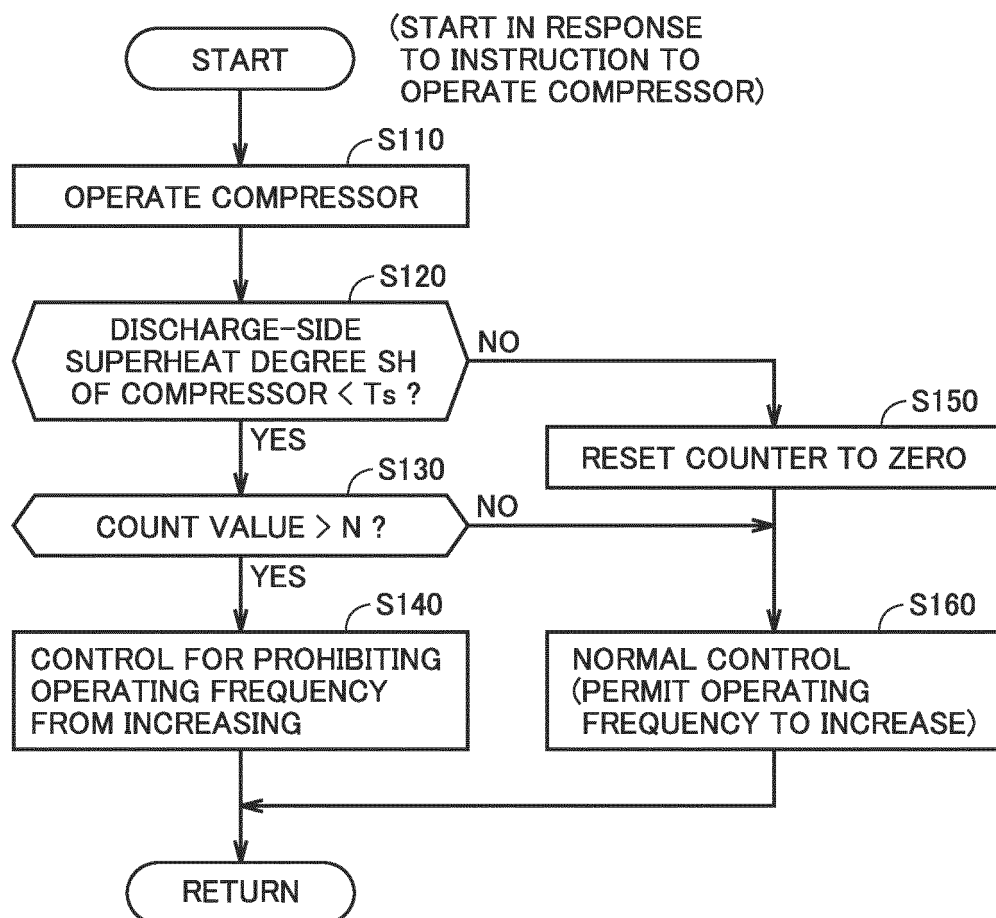 START
(START IN RESPONSE
TO INSTRUCTION TO
OPERATE COMPRESSOR)
S110
OPERATE COMPRESSOR
S120
DISCHARGE-SIDE
SUPERHEAT DEGREE SH
OF COMPRESSOR < Ts ?
NO
YES
S150
RESET COUNTER TO ZERO
S130
COUNT VALUE > N ?
NO
YES
S140
CONTROL FOR PROHIBITING
OPERATING FREQUENCY
FROM INCREASING
S160
NORMAL CONTROL
(PERMIT OPERATING
FREQUENCY TO INCREASE)
RETURN